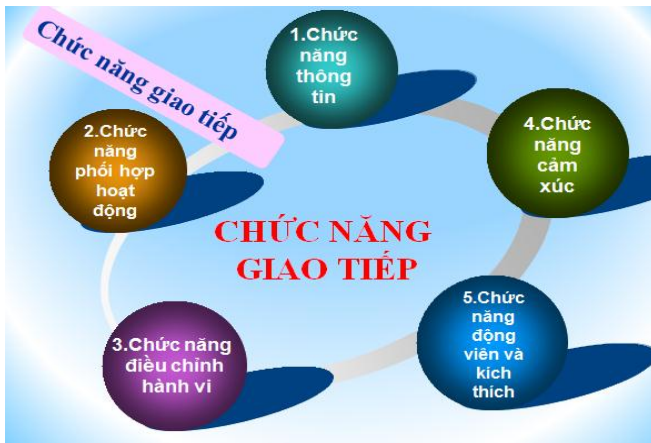 Chức năng giao tiếp
1.Chức
năng
thông
tin
2.Chức
năng
phối hợp
hoạt
động
4.Chức
năng
cảm
xúc
CHỨC NĂNG
GIAO TIẾP
3.Chức năng
điều chỉnh
hành vi
5.Chức
năng
động
viên và
kích
thích